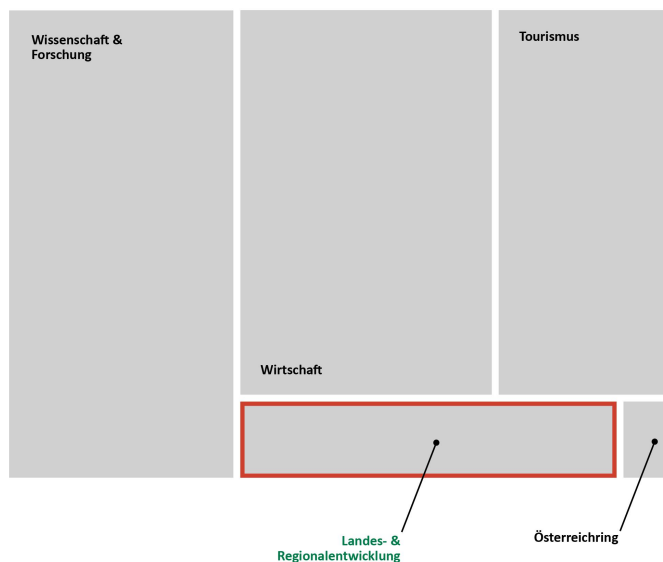 Wissenschaft &
Forschung
Tourismus
Wirtschaft
Landes- &
Regionalentwicklung
Österreichring